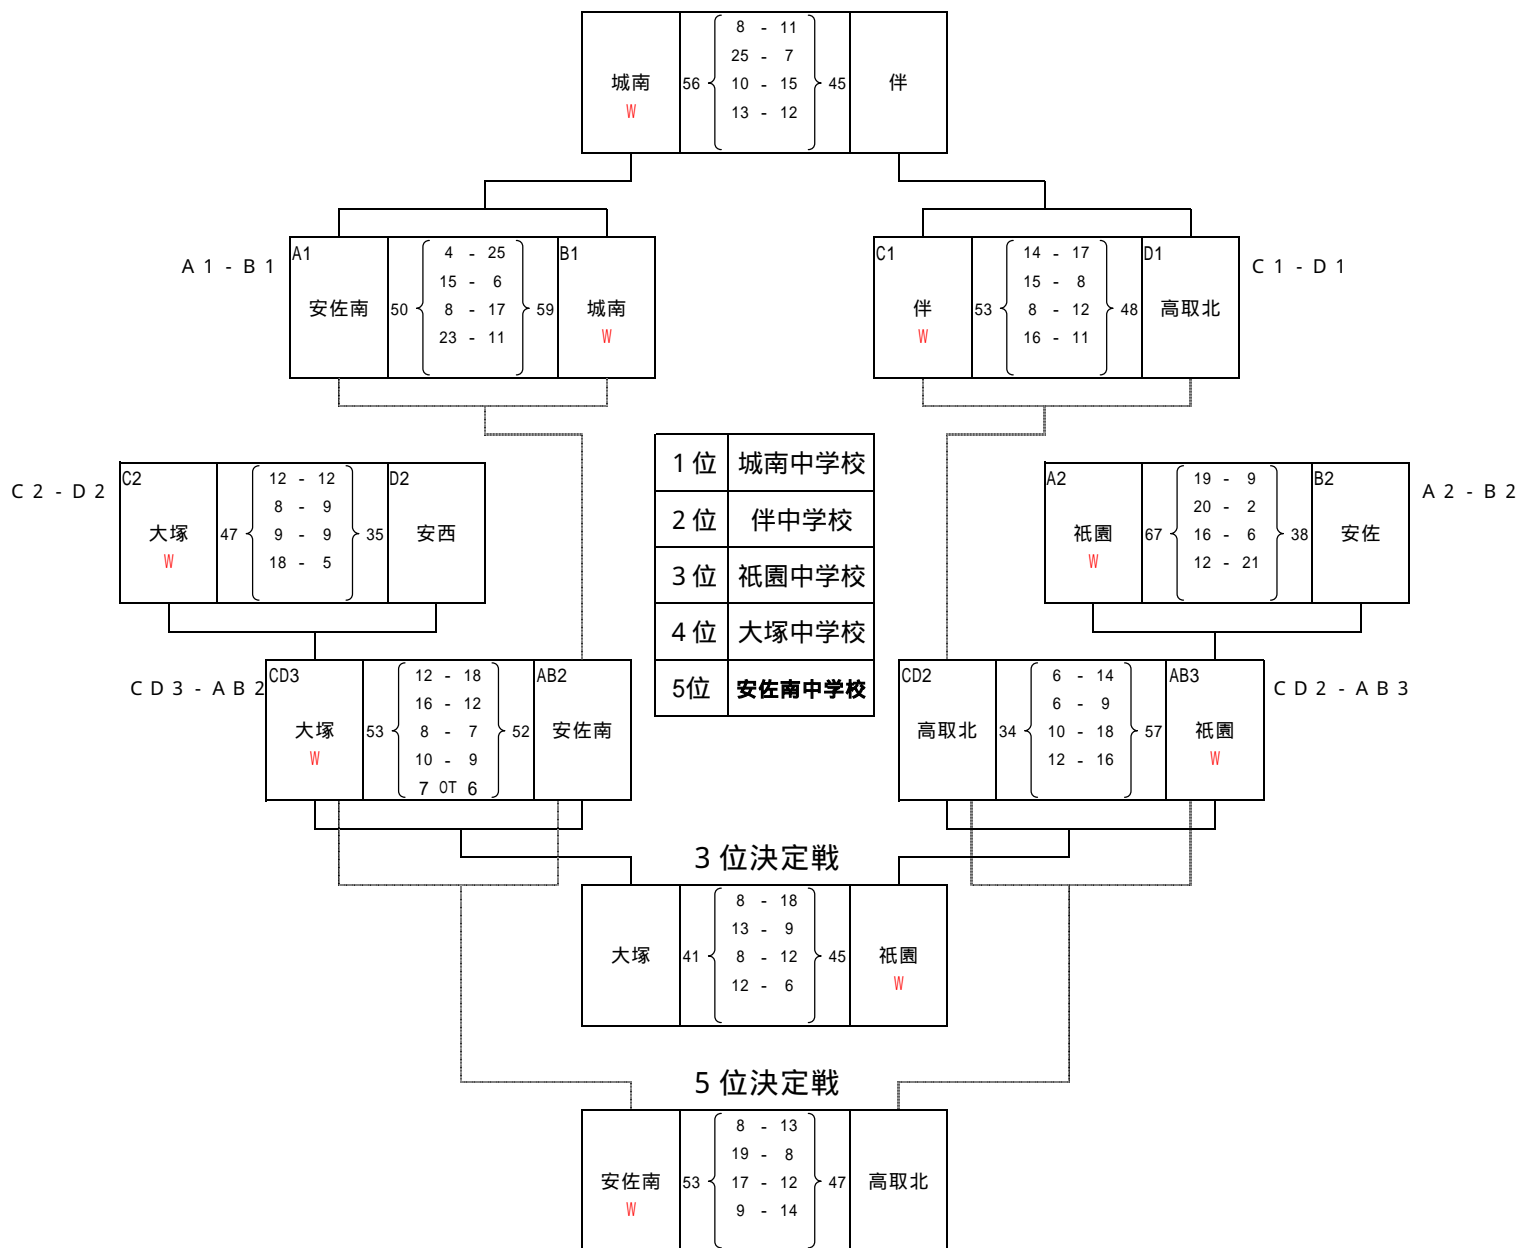 8 - 11
25 - 7
城南 56 10 - 15 45 伴
W 13 - 12
A1-B1 A1 4 - 25 B1
15 - 6
安佐南 50 8 - 17 59 城南
23 - 11 W
C1 14 - 17 D1 C1-D1
15 - 8
伴 53 8 - 12 48 高取北
W 16 - 11
C2-D2 C2 12 - 12 D2
8 - 9
大塚 47 9 - 9 35 安西
W 18 - 5
1位 城南中学校
2位 伴中学校
3位 祇園中学校
4位 大塚中学校
5位 安佐南中学校
A2 19 - 9 B2 A2-B2
20 - 2
祇園 67 16 - 6 38 安佐
W 12 - 21
CD3-AB2 CD3 12 - 18 AB2
16 - 12
大塚 53 8 - 7 52 安佐南
W 10 - 9
7 OT 6
CD2 6 - 14 AB3 CD2-AB3
6 - 9
高取北 34 10 - 18 57 祇園
12 - 16 W
3位決定戦
8 - 18
13 - 9
大塚 41 8 - 12 45 祇園
12 - 6 W
5位決定戦
8 - 13
19 - 8
安佐南 53 17 - 12 47 高取北
W 9 - 14